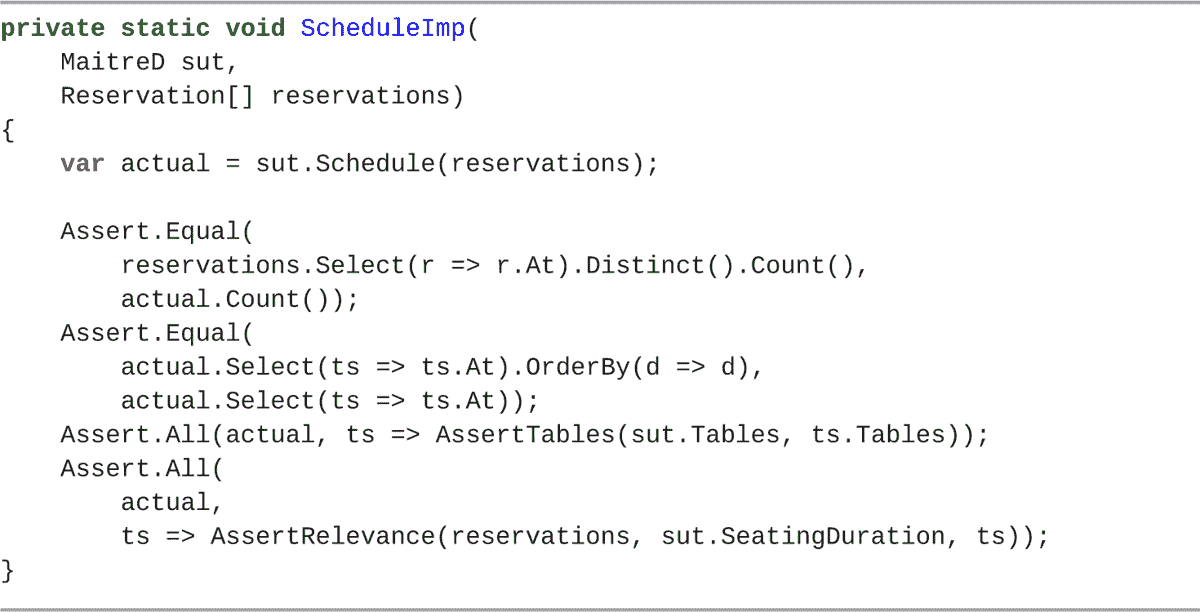 private static void ScheduleImp(
    MaitreD sut,
    Reservation[] reservations)
{
    var actual = sut.Schedule(reservations);

    Assert.Equal(
        reservations.Select(r => r.At).Distinct().Count(),
        actual.Count());
    Assert.Equal(
        actual.Select(ts => ts.At).OrderBy(d => d),
        actual.Select(ts => ts.At));
    Assert.All(actual, ts => AssertTables(sut.Tables, ts.Tables));
    Assert.All(
        actual,
        ts => AssertRelevance(reservations, sut.SeatingDuration, ts));
}